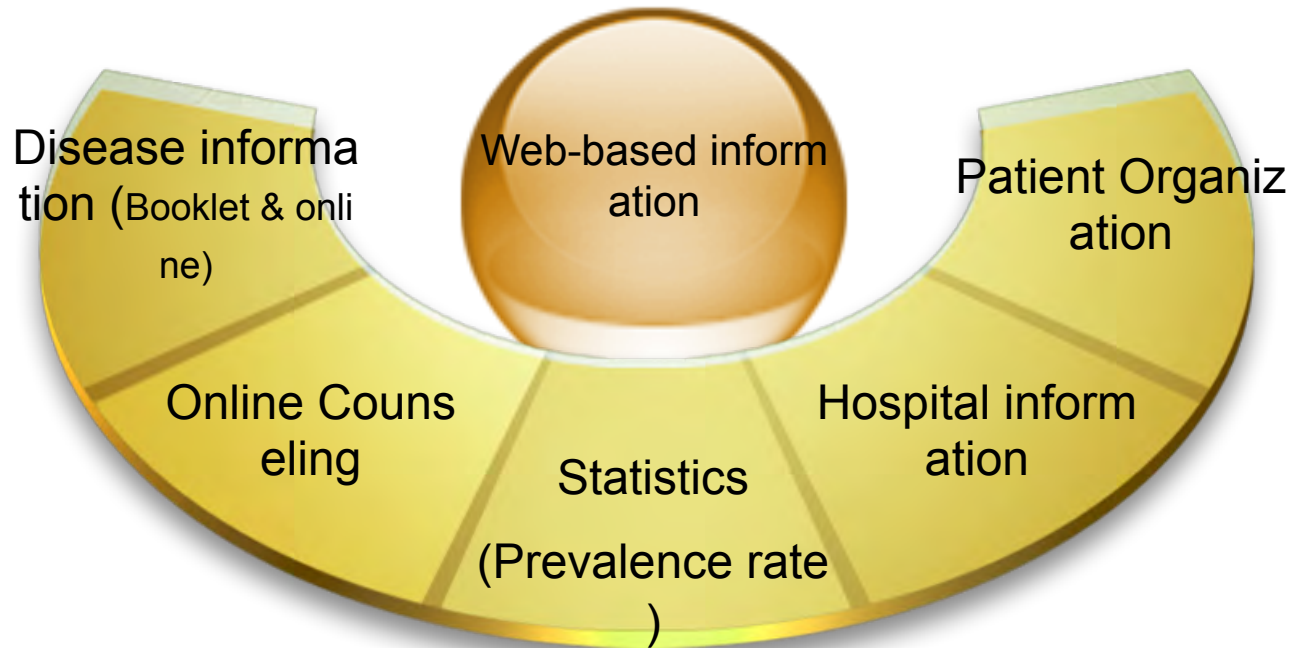 Disease informa
tion (Booklet & onli
ne)
Web-based inform
ation
Patient Organiz
ation
Online Couns
eling
Statistics
(Prevalence rate
)
Hospital inform
ation